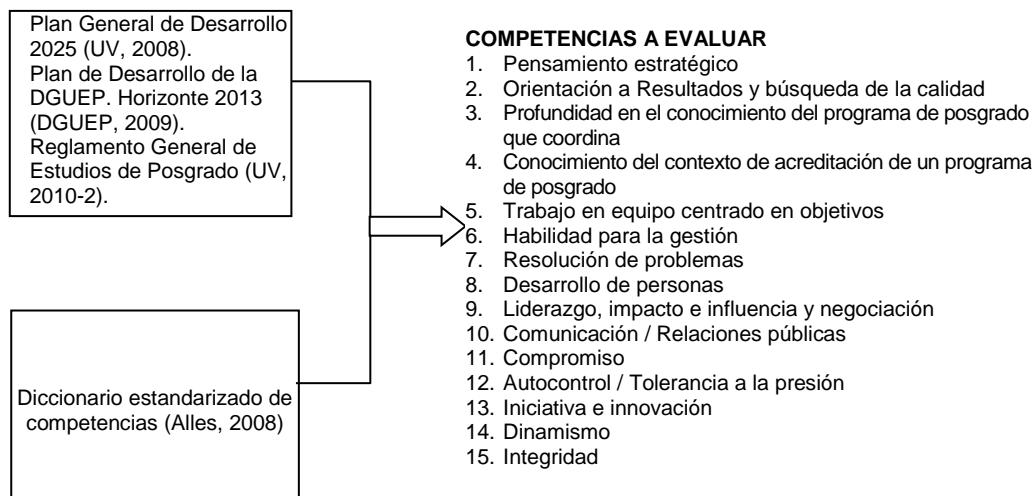 Plan General de Desarrollo
2025 (UV, 2008).
Plan de Desarrollo de la
DGUEP. Horizonte 2013
(DGUEP, 2009).
Reglamento General de
Estudios de Posgrado (UV,
2010-2).
Diccionario estandarizado de
competencias (Alles, 2008)
COMPETENCIAS A EVALUAR
1. Pensamiento estratégico
2. Orientación a Resultados y búsqueda de la calidad
3. Profundidad en el conocimiento del programa de posgrado
que coordina
4. Conocimiento del contexto de acreditación de un programa
de posgrado
5. Trabajo en equipo centrado en objetivos
6. Habilidad para la gestión
7. Resolución de problemas
8. Desarrollo de personas
9. Liderazgo, impacto e influencia y negociación
10. Comunicación / Relaciones públicas
11. Compromiso
12. Autocontrol / Tolerancia a la presión
13. Iniciativa e innovación
14. Dinamismo
15. Integridad